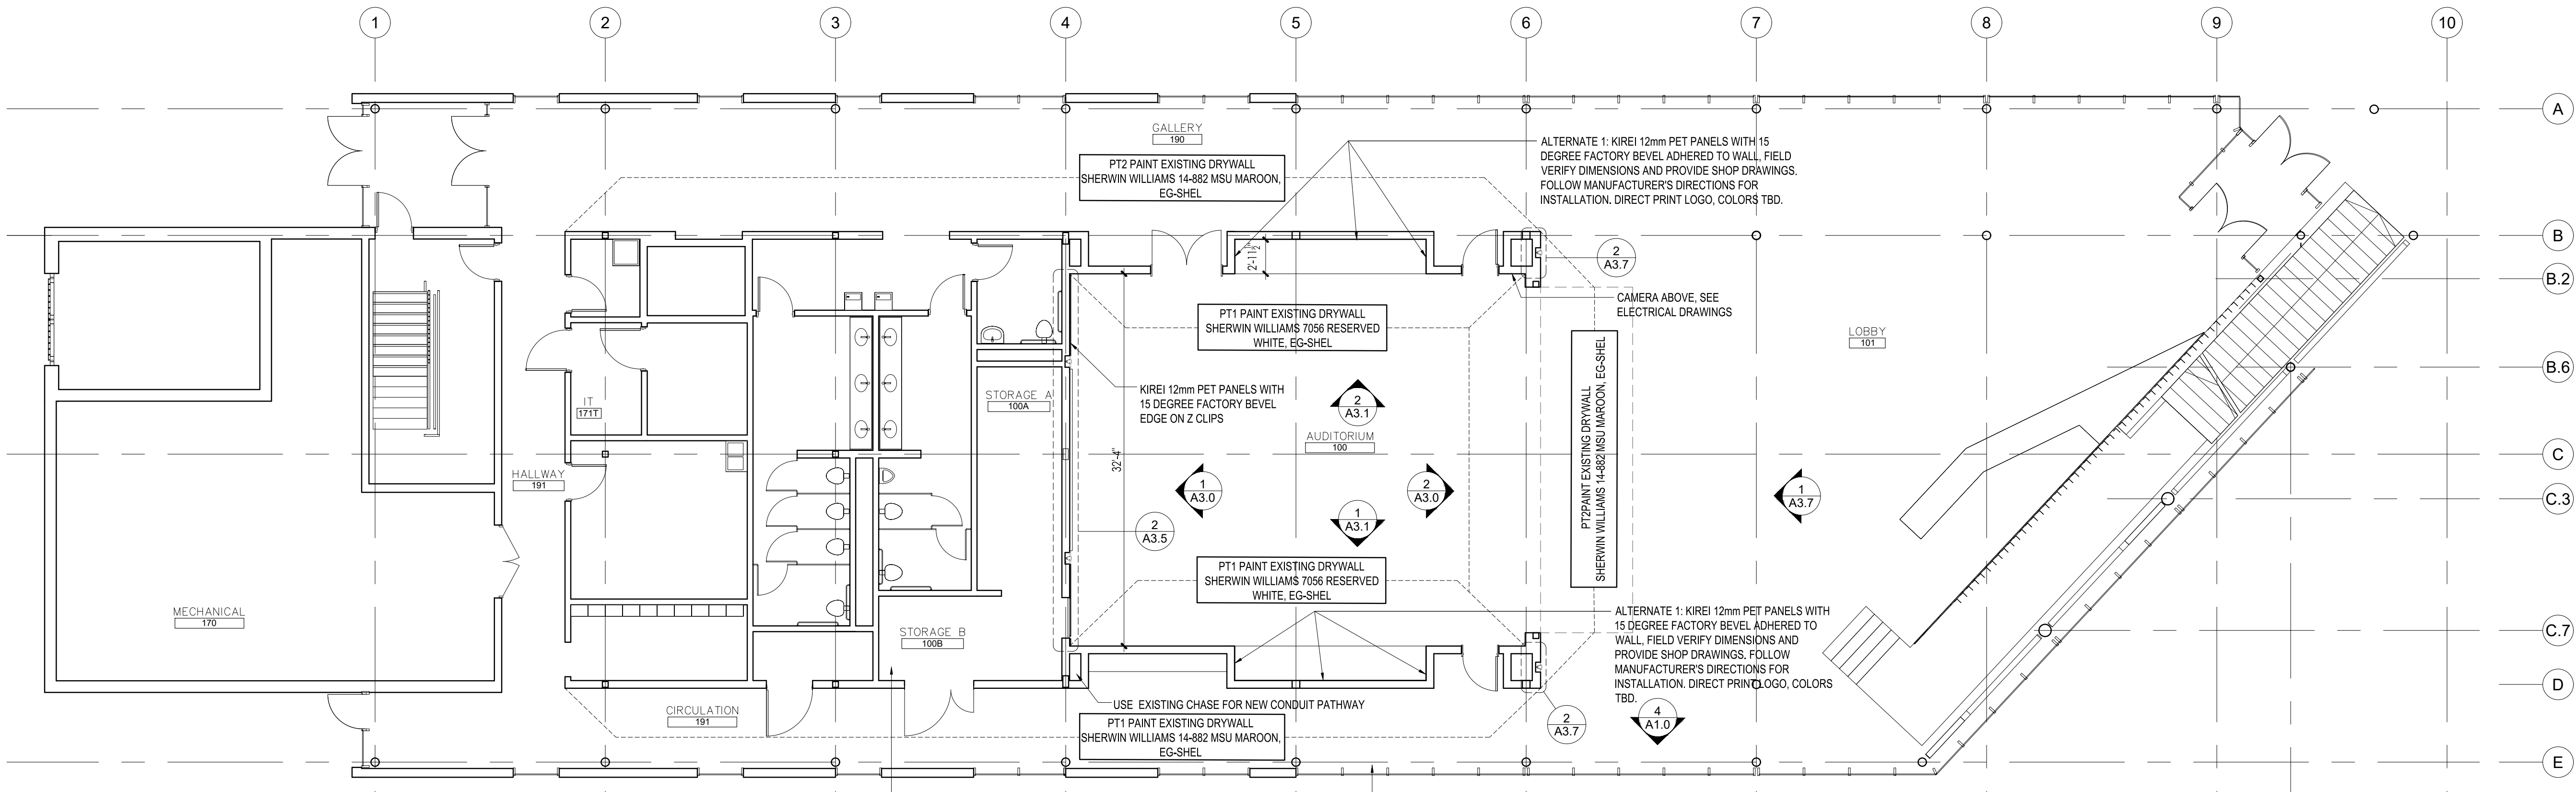 1
2
3
4
5
6
7
8
9
10
A
B
B.2
B.6
C
C.3
C.7
D
E
GALLERY
190
PT2 PAINT EXISTING DRYWALL
SHERWIN WILLIAMS 14-882 MSU MAROON,
EG-SHEL
ALTERNATE 1: KIREI 12mm PET PANELS WITH 15
DEGREE FACTORY BEVEL ADHERED TO WALL, FIELD
VERIFY DIMENSIONS AND PROVIDE SHOP DRAWINGS.
FOLLOW MANUFACTURER'S DIRECTIONS FOR
INSTALLATION. DIRECT PRINT LOGO, COLORS TBD.
2'-11½"
2
A3.7
CAMERA ABOVE, SEE
ELECTRICAL DRAWINGS
PT1 PAINT EXISTING DRYWALL
SHERWIN WILLIAMS 7056 RESERVED
WHITE, EG-SHEL
LOBBY
101
PT2PAINT EXISTING DRYWALL
SHERWIN WILLIAMS 14-882 MSU MAROON, EG-SHEL
KIREI 12mm PET PANELS WITH
15 DEGREE FACTORY BEVEL
EDGE ON Z CLIPS
STORAGE A
100A
IT
171T
2
A3.1
AUDITORIUM
100
32'-4"
HALLWAY
191
1
A3.0
2
A3.0
1
A3.7
1
A3.1
2
A3.5
PT1 PAINT EXISTING DRYWALL
SHERWIN WILLIAMS 7056 RESERVED
WHITE, EG-SHEL
MECHANICAL
170
STORAGE B
100B
ALTERNATE 1: KIREI 12mm PET PANELS WITH
15 DEGREE FACTORY BEVEL ADHERED TO
WALL, FIELD VERIFY DIMENSIONS AND
PROVIDE SHOP DRAWINGS. FOLLOW
MANUFACTURER'S DIRECTIONS FOR
INSTALLATION. DIRECT PRINT LOGO, COLORS
TBD.
USE EXISTING CHASE FOR NEW CONDUIT PATHWAY
CIRCULATION
191
PT1 PAINT EXISTING DRYWALL
SHERWIN WILLIAMS 14-882 MSU MAROON,
EG-SHEL
2
A3.7
4
A1.0